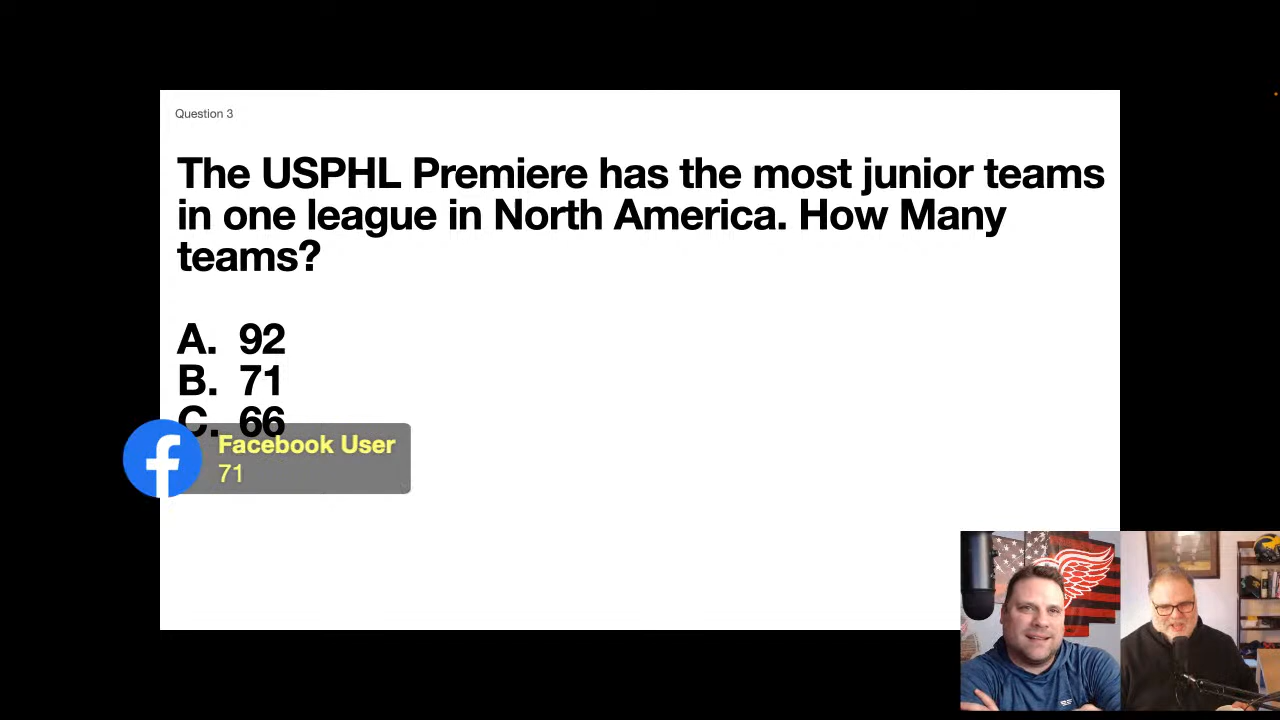 Question 3
The USPHL Premiere has the most junior teams
in one league in North America. How Many
teams?
A. 92
B. 71
C. 66
Facebook User
71